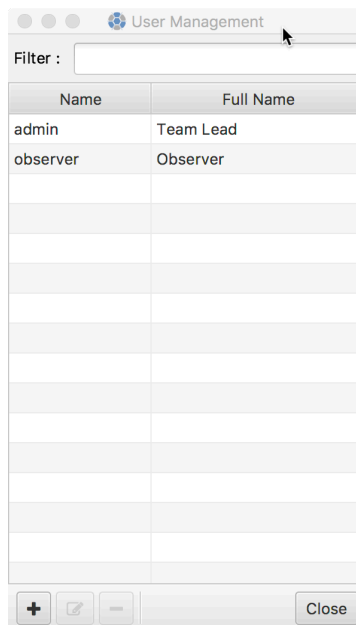 User Management
Filter :
Name Full Name
admin Team Lead
observer Observer
Close